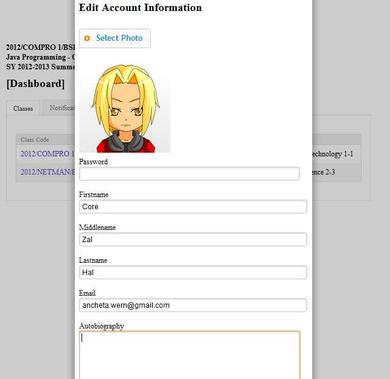 Edit Account Information
Select Photo
2012/COMPRO 1/BS
Java Programming -
SY 2012-2013 Summe
[Dashboard]
Classes
Notificat
Class Code
2012/COMPRO 1
chnology 1-1
2012/NETMAN/
ence 2-3
Password
Firstname
Core
Middlename
Zal
Lastname
Hal
Email
ancheta.wern@gmail.com
Autobiography